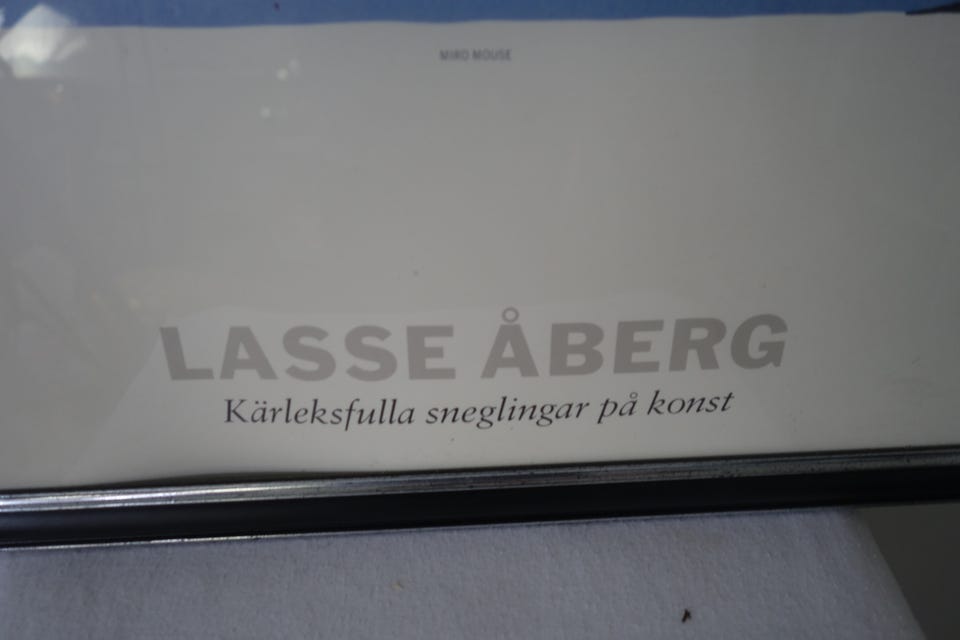 MIRO MOUSE
LASSE ÅBERG
Kärleksfulla sneglingar på konst